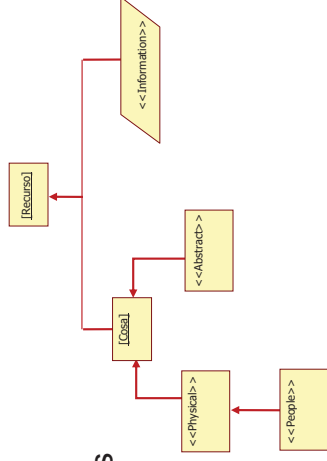 [Recurso]
<<Information>>
[Cosa]
<<Abstract>>
<<Physical>>
<<People>>